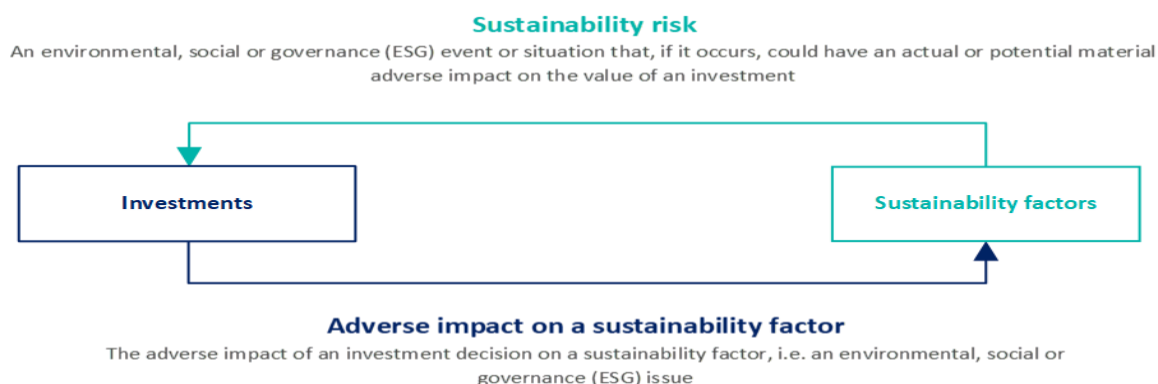 Sustainability risk
An environmental, social or governance (ESG) event or situation that, if it occurs, could have an actual or potential material
adverse impact on the value of an investment
Investments
Sustainability factors
Adverse impact on a sustainability factor
The adverse impact of an investment decision on a sustainability factor, i.e. an environmental, social or
governance (ESG) issue